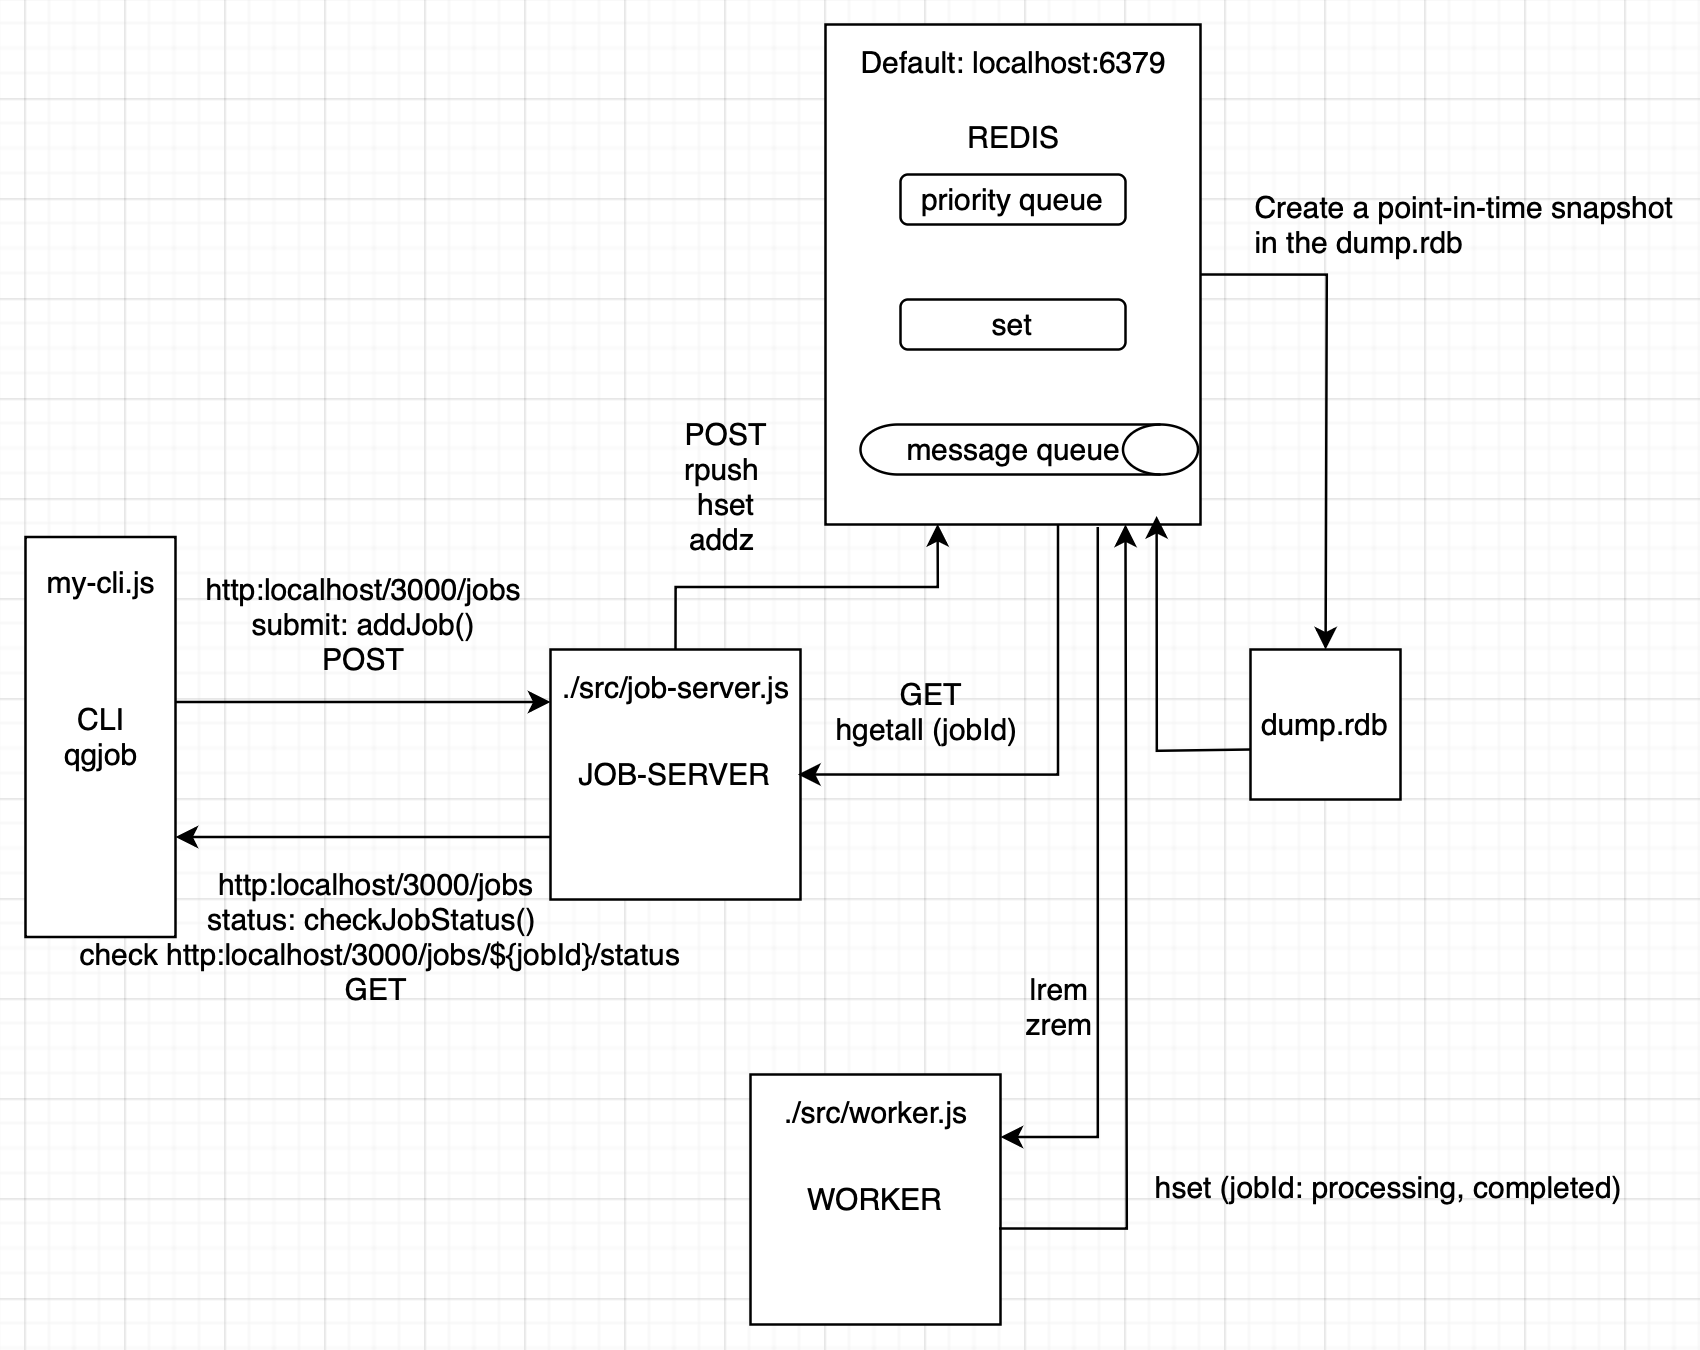 Default: localhost:6379
REDIS
priority queue
set
message queue
Create a point-in-time snapshot
in the dump.rdb
POST
rpush
hset
addz
my-cli.js
CLI
qgjob
http:localhost/3000/jobs
submit: addJob()
POST
./src/job-server.js
JOB-SERVER
GET
hgetall (jobId)
dump.rdb
http:localhost/3000/jobs
status: checkJobStatus()
check http:localhost/3000/jobs/${jobId}/status
GET
lrem
zrem
./src/worker.js
WORKER
hset (jobId: processing, completed)